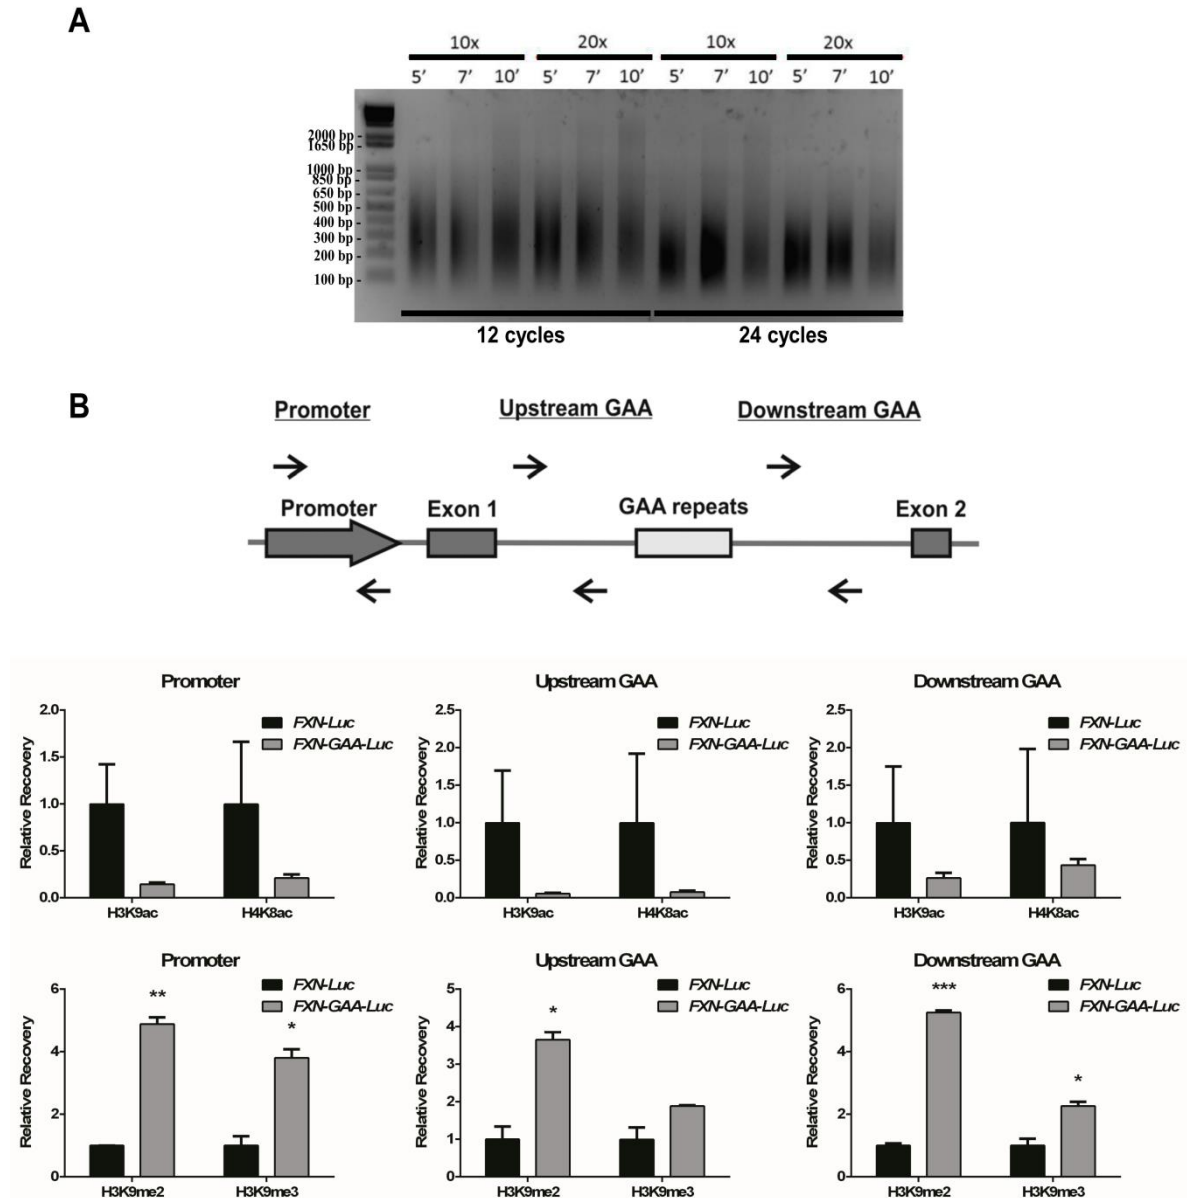 A
10x 20x 10x 20x
5’ 7’ 10’ 5’ 7’ 10’ 5’ 7’ 10’ 5’ 7’ 10’
2000 bp -
1650 bp -
1000 bp -
850 bp -
650 bp -
500 bp -
400 bp -
300 bp -
200 bp -
100 bp -
12 cycles 24 cycles
B
Promoter Upstream GAA Downstream GAA
Promoter Exon 1 GAA repeats Exon 2
Promoter
Relative Recovery
2.0
1.5
1.0
0.5
0.0
FXN-Luc
FXN-GAA-Luc
H3K9ac H4K8ac
Upstream GAA
Relative Recovery
2.5
2.0
1.5
1.0
0.5
0.0
FXN-Luc
FXN-GAA-Luc
H3K9ac H4K8ac
Downstream GAA
Relative Recovery
2.5
2.0
1.5
1.0
0.5
0.0
FXN-Luc
FXN-GAA-Luc
H3K9ac H4K8ac
Promoter
Relative Recovery
6
4
2
0
FXN-Luc
FXN-GAA-Luc
**
*
H3K9me2 H3K9me3
Upstream GAA
Relative Recovery
5
4
3
2
1
0
FXN-Luc
FXN-GAA-Luc
*
H3K9me2 H3K9me3
Downstream GAA
Relative Recovery
6
4
2
0
FXN-Luc
FXN-GAA-Luc
***
*
H3K9me2 H3K9me3